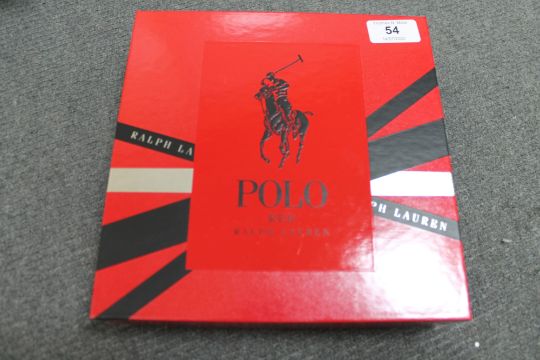 54
RALPH LA
POLO
RED
RALPH LAUREN
PH LAUREN